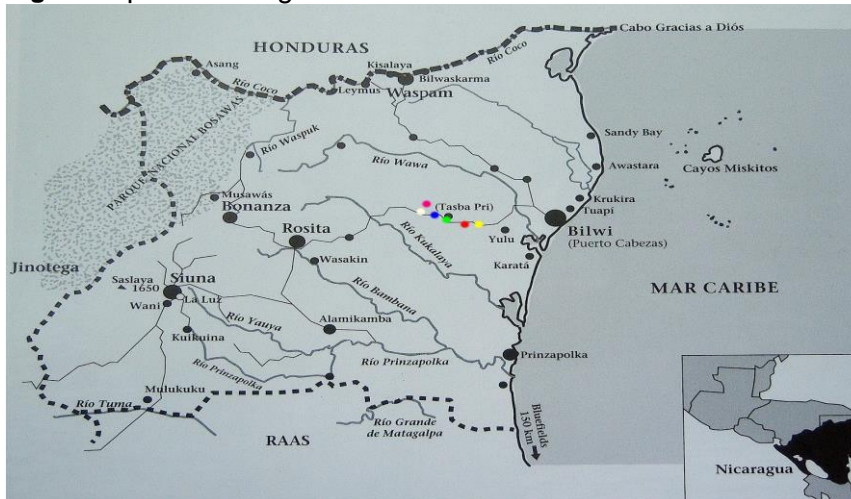 Cabo Gracias a Diós
HONDURAS
Kisalaya
Río Coco
Asang
Bilwaskarma
Río Coco
Leymus
Waspam
PARQUE NACIONAL BOSAWAS
Río Waspuk
Sandy Bay
Río Wawa
Awastara
Cayos Miskitos
Musawás
Krukira
Bonanza
(Tasba Pri)
Tuapí
Rosita
Yulu
Bilwi
(Puerto Cabezas)
Río Kukalaya
Jinotega
Wasakin
Karatá
Saslaya
1650
Siuna
MAR CARIBE
Wani
La Luz
Río Bambana
Río Yauya
Alamikamba
Kuikuina
Prinzapolka
Río Prinzapolka
Río Prinzapolka
Mulukuku
Río Tuma
Bluefields
150 km
Río Grande
de Matagalpa
RAAS
Nicaragua